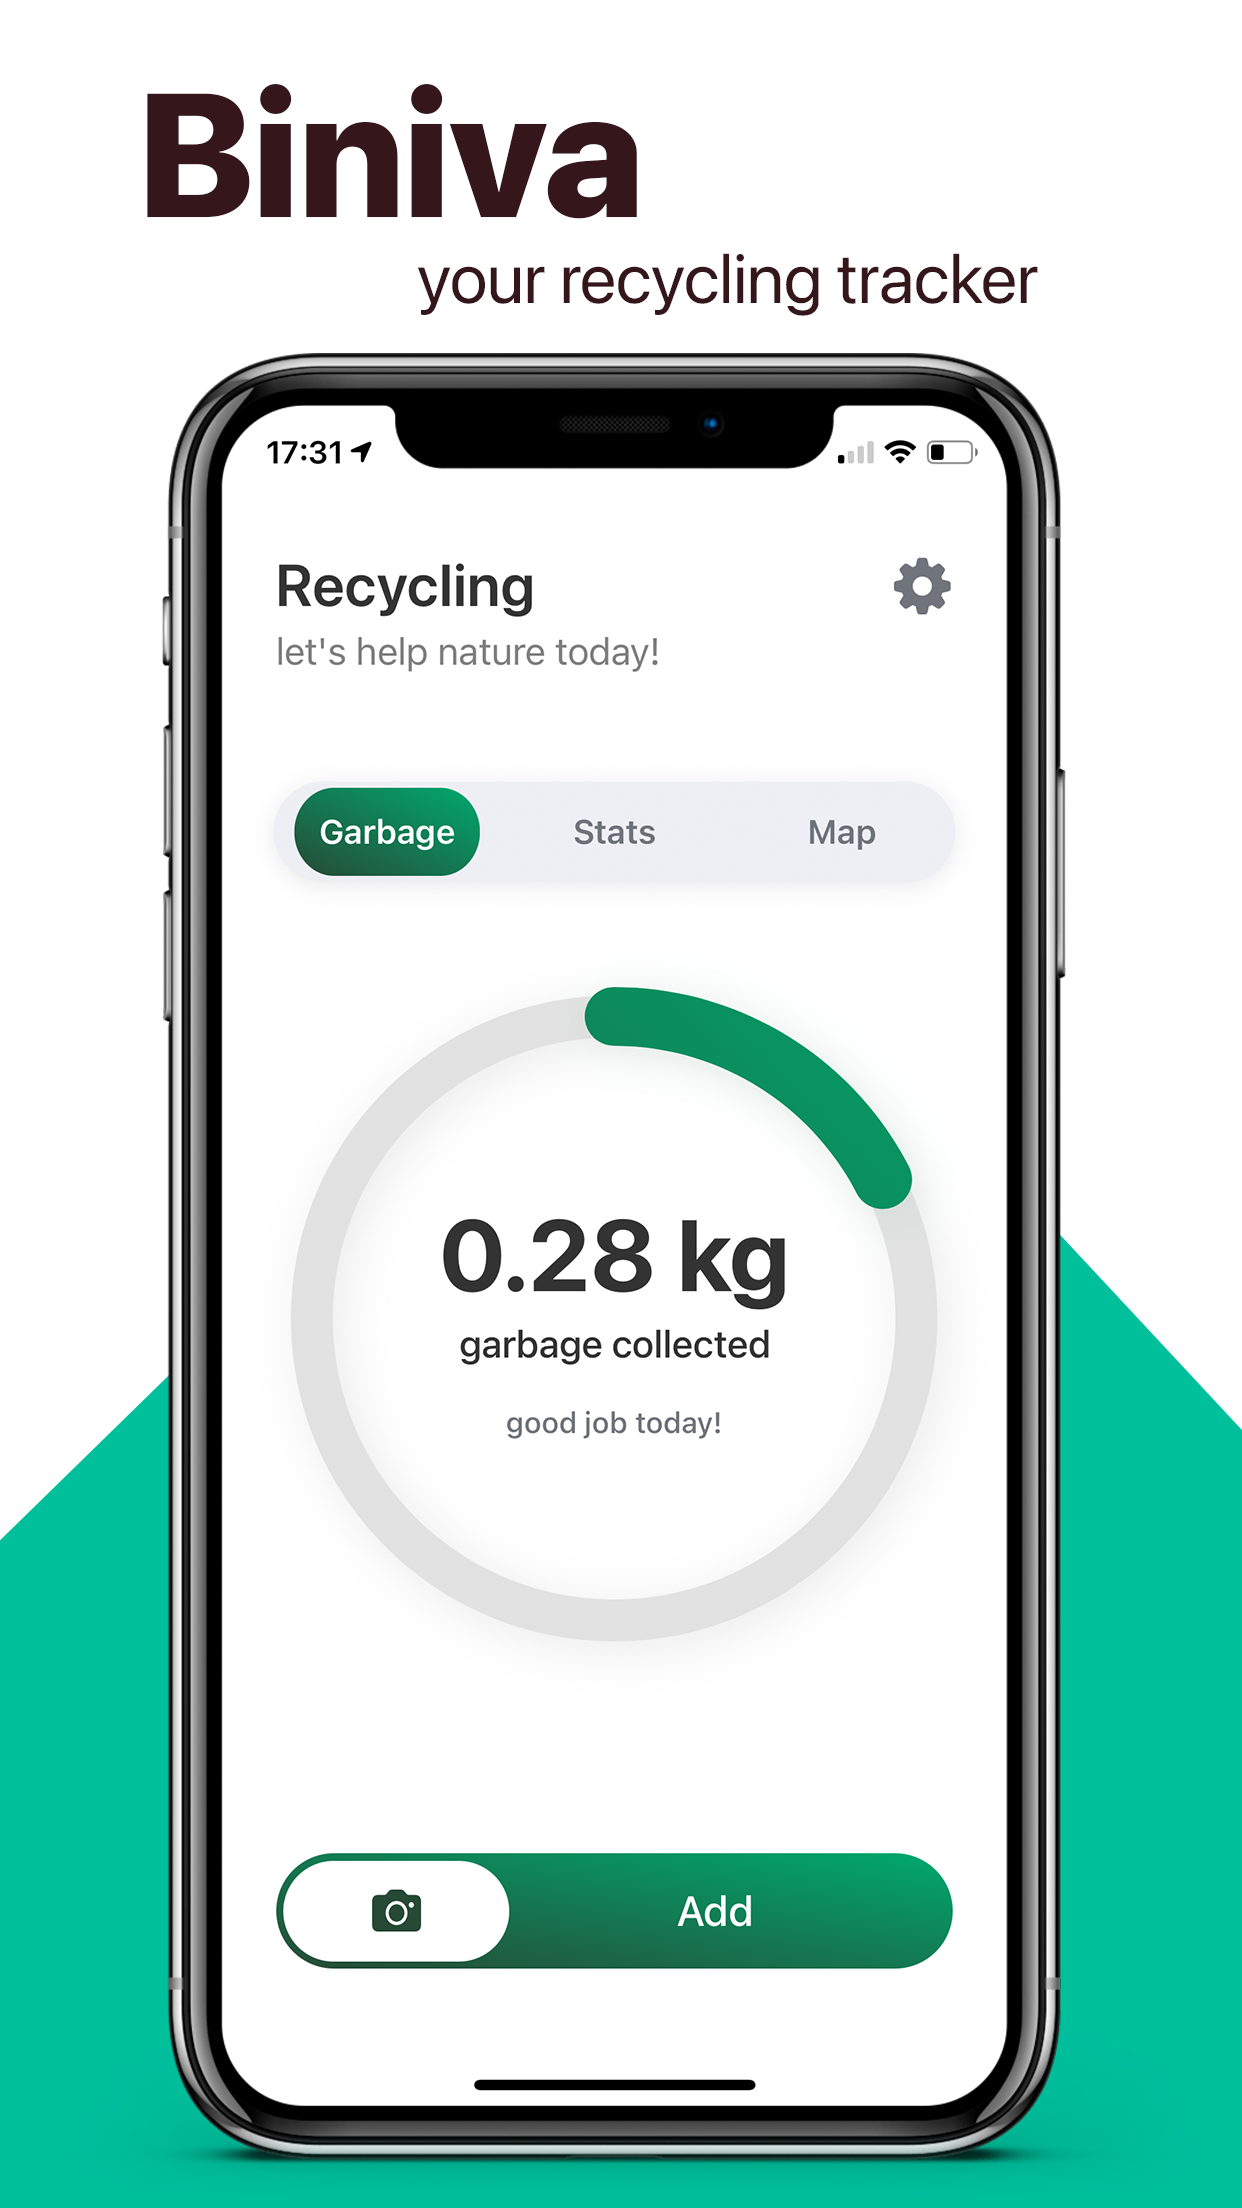 Biniva
your recycling tracker
17:31
Recycling
let's help nature today!
Garbage Stats Map
0.28 kg
garbage collected
good job today!
Add